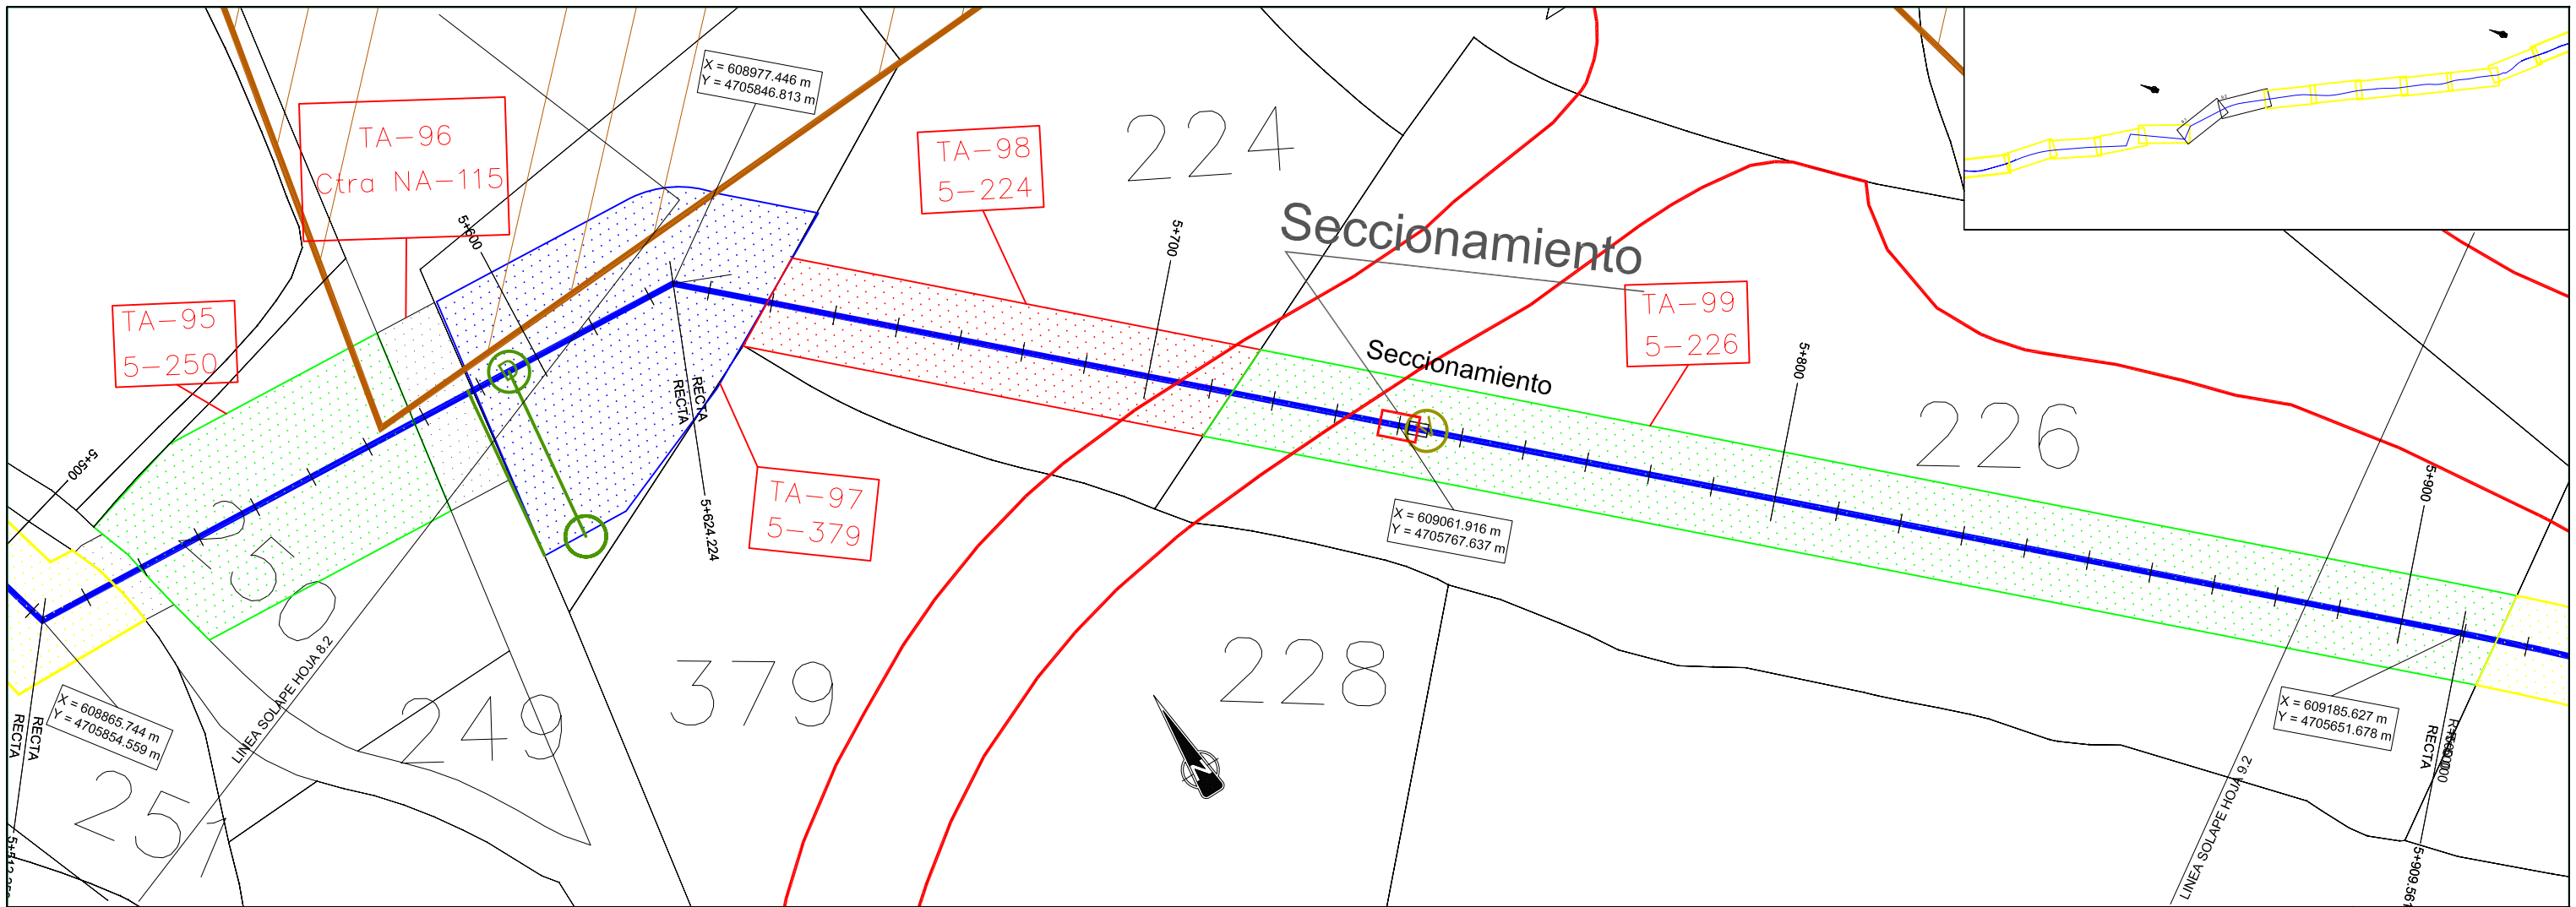 X = 608977.446 m
Y = 4705846.813 m
TA-96
Ctra NA-115
TA-98
5-224
224
5+600
5+700
Seccionamiento
TA-95
5-250
TA-99
5-226
Seccionamiento
5+800
226
RECTA
RECTA
5+500
5+900
TA-97
5-379
5+624.224
X = 609061.916 m
Y = 4705767.637 m
250
LINEA SOLAPE HOJA 8.2
249
379
228
N
X = 608865.744 m
Y = 4705854.559 m
RECTA
RECTA
251
X = 609185.627 m
Y = 4705651.678 m
RECTA
LINEA SOLAPE HOJA 9.2
5+909.561